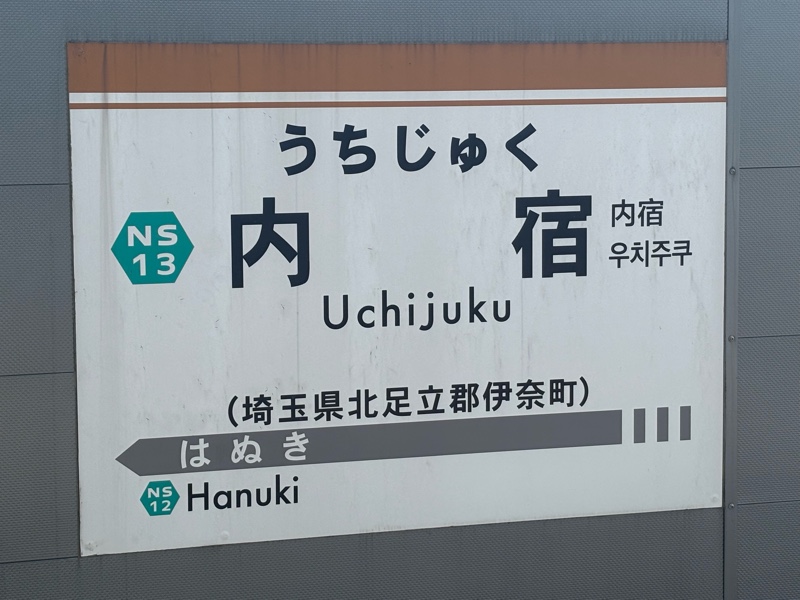 うちじゅく
NS
13
内宿
内宿
우치주쿠
Uchijuku
(埼玉県北足立郡伊奈町)
はぬき
NS
12
Hanuki